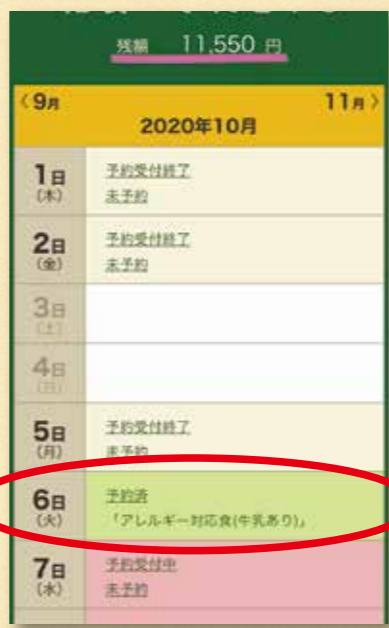 残額 11,550 円
〈9月 11月〉
2020年10月
1日
(木)
予約受付終了
未予約
2日
(金)
予約受付終了
未予約
3日
(土)
4日
(日)
5日
(月)
予約受付終了
未予約
6日
(火)
予約済
「アレルギー対応食(牛乳あり)」
7日
(水)
予約受付中
未予約